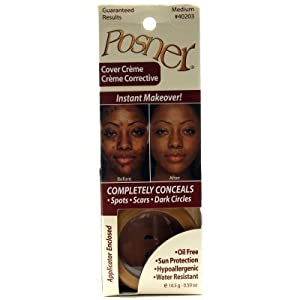 Guaranteed
Results
Medium
#40203
Posner
Cover Crème
Crème Corrective
Instant Makeover!
Before
After
COMPLETELY CONCEALS
• Spots • Scars • Dark Circles
Applicator Enclosed
• Oil Free
• Sun Protection
• Hypoallergenic
• Water Resistant